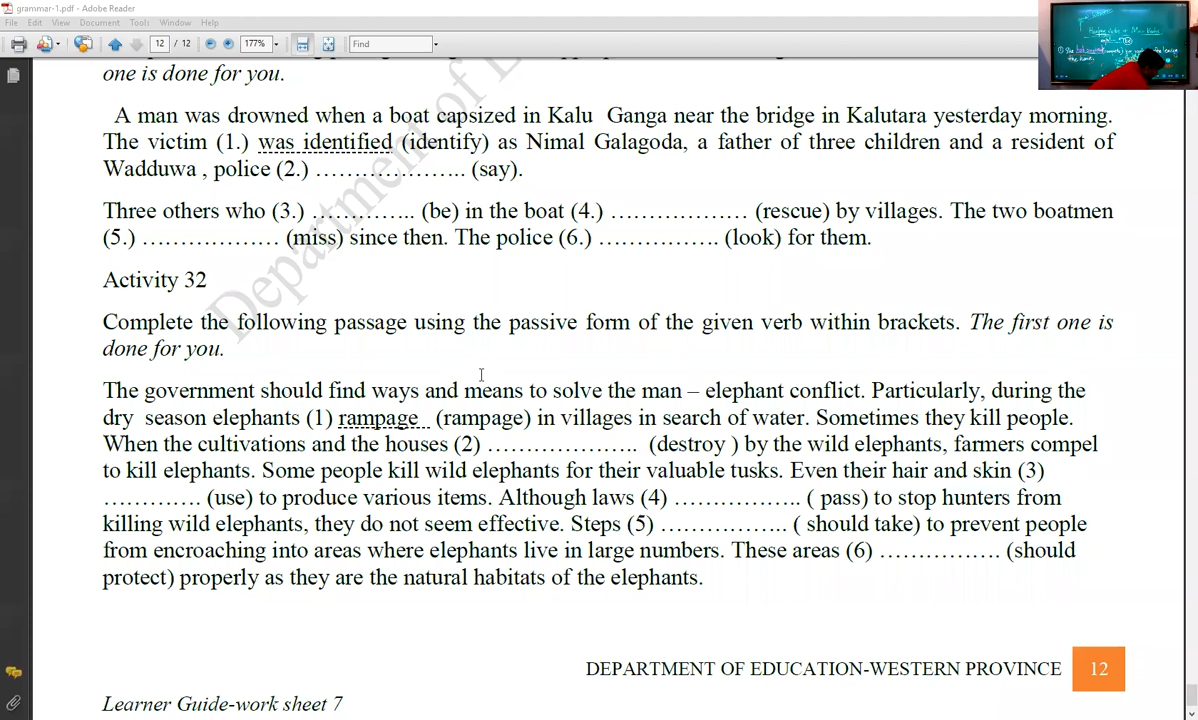 grammar-1.pdf - Adobe Reader
File Edit View Document Tools Window Help
12 / 12 177% Find
one is done for you.
A man was drowned when a boat capsized in Kalu Ganga near the bridge in Kalutara yesterday morning.
The victim (1.) was identified (identify) as Nimal Galagoda, a father of three children and a resident of
Wadduwa , police (2.) ……………………. (say).
Three others who (3.) ………….. (be) in the boat (4.) ……………… (rescue) by villages. The two boatmen
(5.) ……………… (miss) since then. The police (6.) ……………. (look) for them.
Activity 32
Complete the following passage using the passive form of the given verb within brackets. The first one is
done for you.
The government should find ways and means to solve the man – elephant conflict. Particularly, during the
dry season elephants (1) rampage (rampage) in villages in search of water. Sometimes they kill people.
When the cultivations and the houses (2) ……………….. (destroy ) by the wild elephants, farmers compel
to kill elephants. Some people kill wild elephants for their valuable tusks. Even their hair and skin (3)
…………. (use) to produce various items. Although laws (4) ……………. ( pass) to stop hunters from
killing wild elephants, they do not seem effective. Steps (5) …………….. ( should take) to prevent people
from encroaching into areas where elephants live in large numbers. These areas (6) ……………. (should
protect) properly as they are the natural habitats of the elephants.
DEPARTMENT OF EDUCATION-WESTERN PROVINCE 12
Learner Guide-work sheet 7
Department of